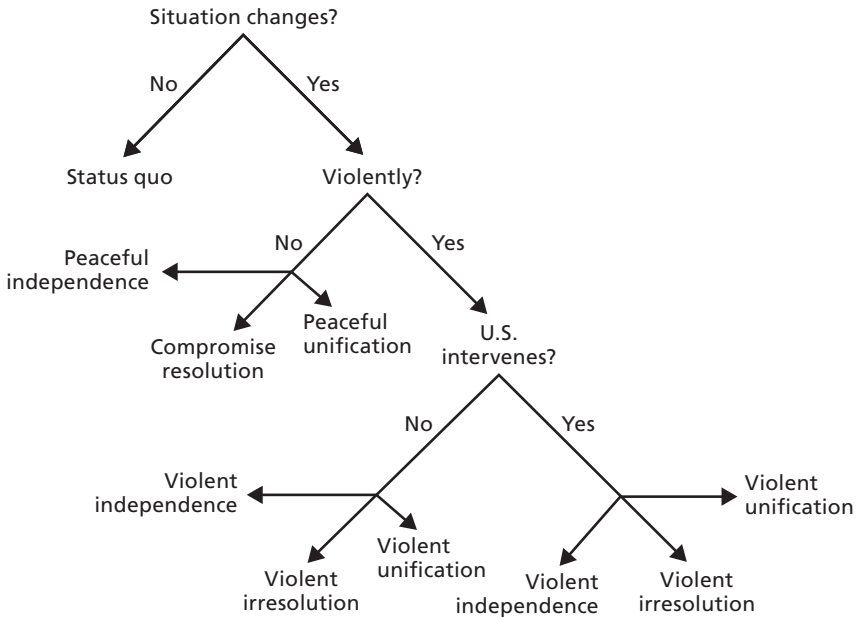 Situation changes?
No
Yes
Status quo
Violently?
No
Yes
Peaceful
independence
Compromise
resolution
Peaceful
unification
U.S.
intervenes?
No
Yes
Violent
independence
Violent
irresolution
Violent
unification
Violent
independence
Violent
irresolution
Violent
unification